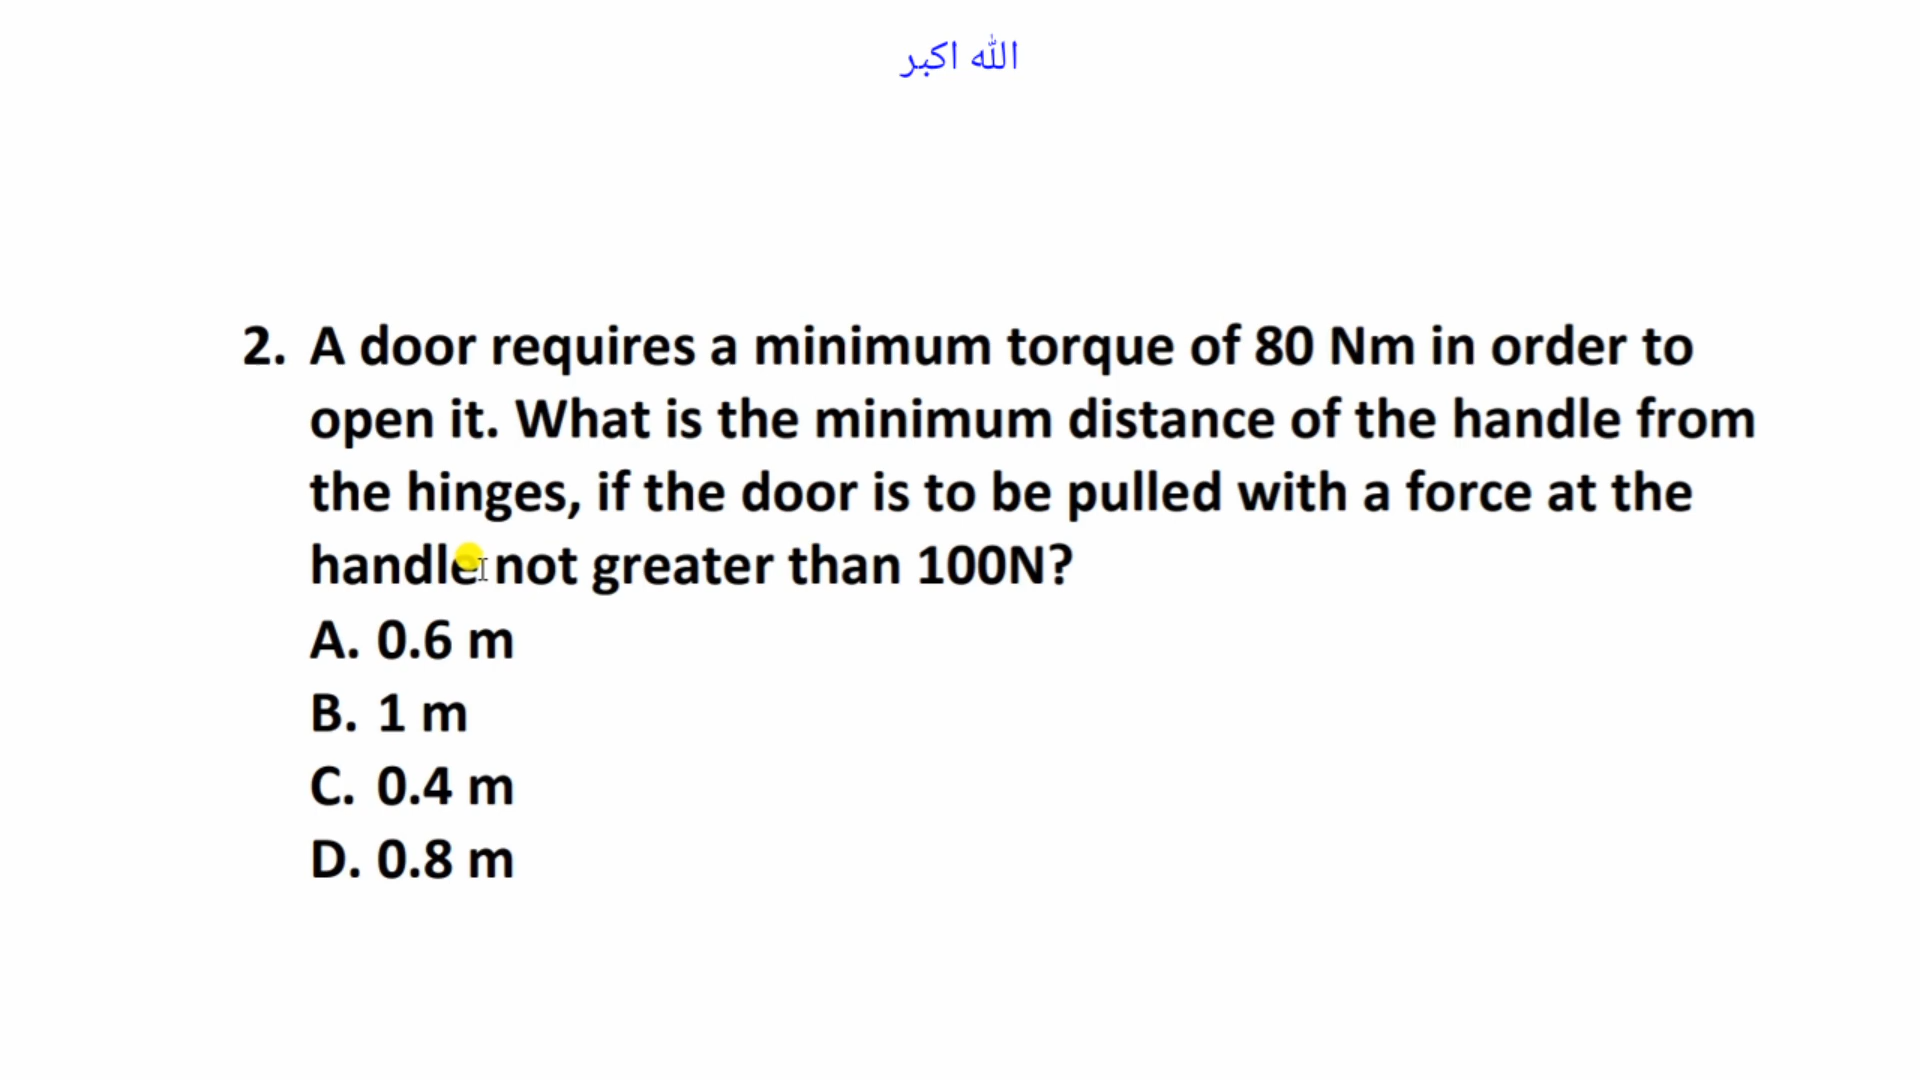 الله اكبر
2. A door requires a minimum torque of 80 Nm in order to
open it. What is the minimum distance of the handle from
the hinges, if the door is to be pulled with a force at the
handle not greater than 100N?
A. 0.6 m
B. 1 m
C. 0.4 m
D. 0.8 m